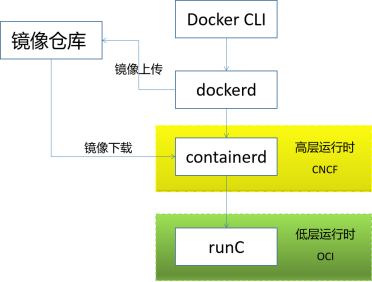 Docker CLI
镜像仓库
镜像上传
dockerd
镜像下载
containerd
高层运行时
CNCF
runC
低层运行时
OCI